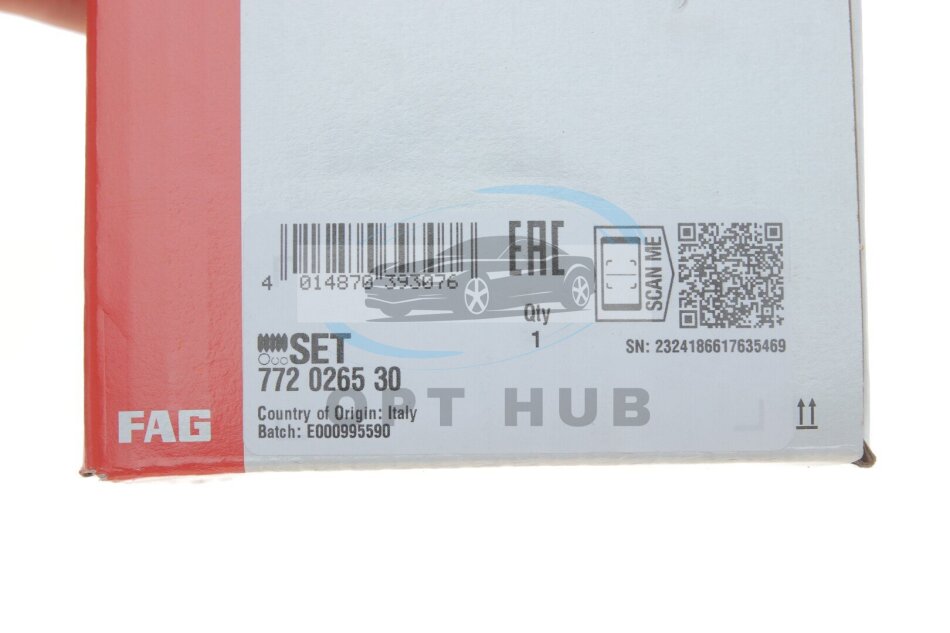 4 014870 393076
EAC
SCAN ME
Qty
1
SN: 2324186617635469
SET
772 0265 30
Country of Origin: Italy
Batch: E000995590
FAG
OPT HUB